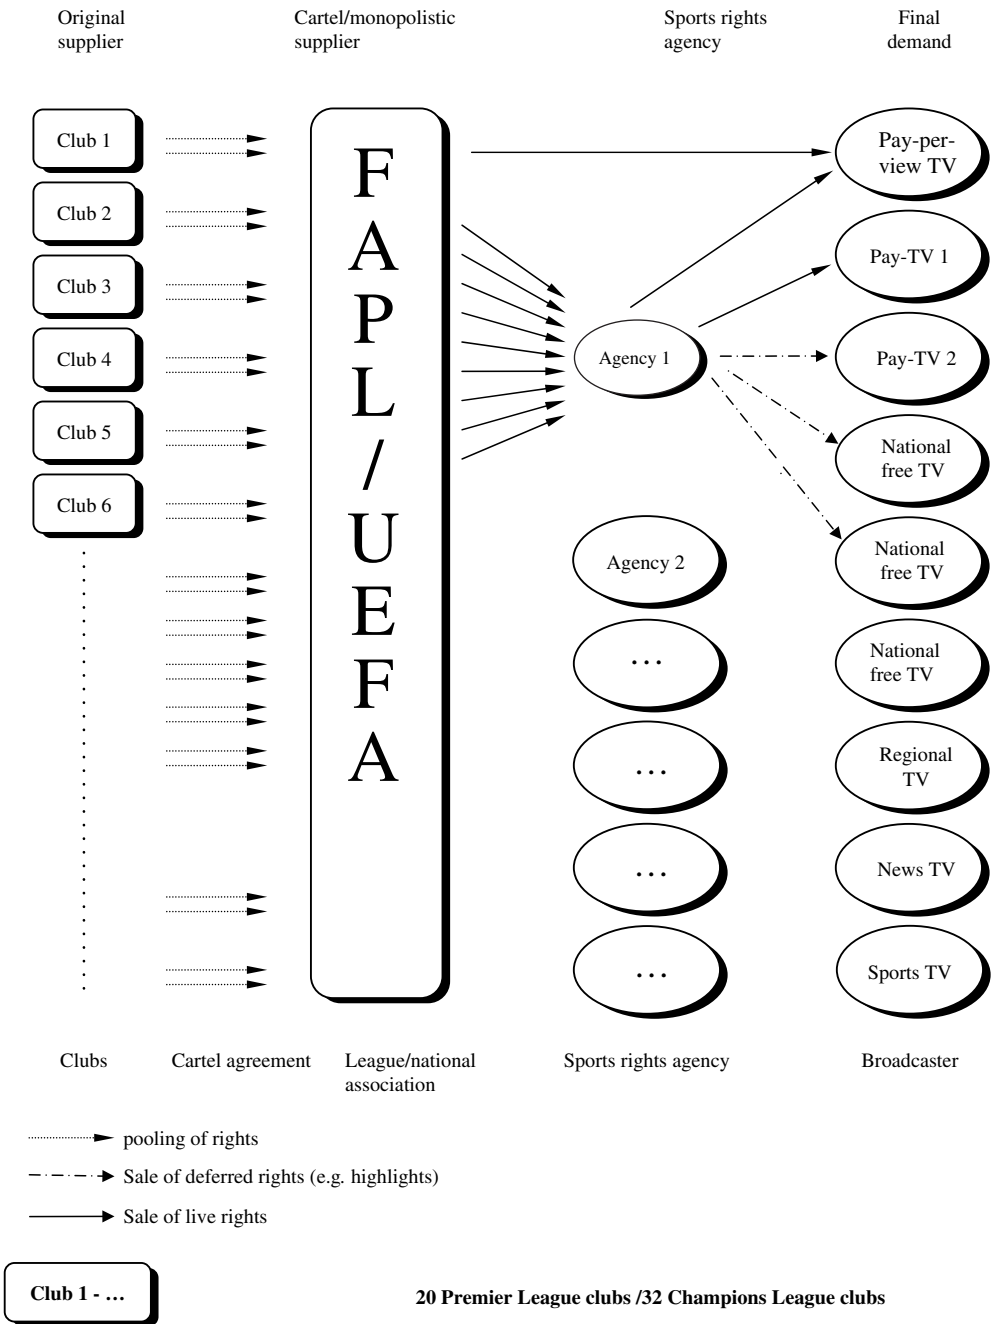 Original
supplier
Cartel/monopolistic
supplier
Sports rights
agency
Final
demand
Club 1
Club 2
Club 3
Club 4
Club 5
Club 6
F
A
P
L
/
U
E
F
A
Agency 1
Agency 2
...
...
...
...
Pay-per-
view TV
Pay-TV 1
Pay-TV 2
National
free TV
National
free TV
National
free TV
Regional
TV
News TV
Sports TV
Clubs
Cartel agreement
League/national
association
Sports rights agency
Broadcaster
pooling of rights
Sale of deferred rights (e.g. highlights)
Sale of live rights
Club 1 - ...
20 Premier League clubs /32 Champions League clubs